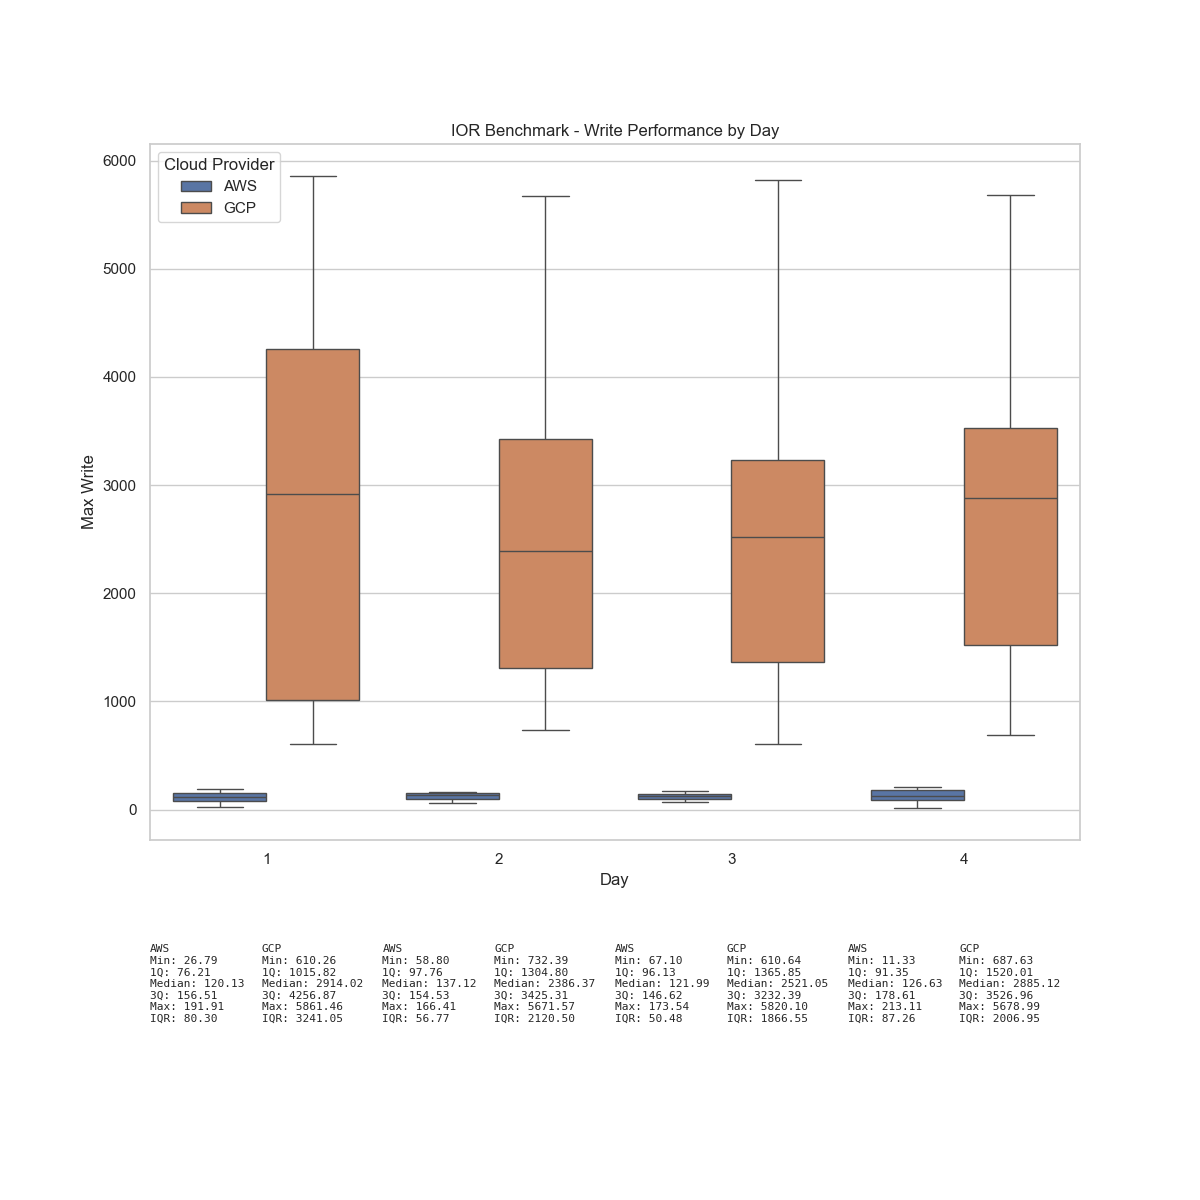 IOR Benchmark - Write Performance by Day
Cloud Provider
AWS
GCP
6000
5000
4000
3000
2000
1000
0
Max Write
1
2
3
4
Day
AWS
Min: 26.79
1Q: 76.21
Median: 120.13
3Q: 156.51
Max: 191.91
IQR: 80.30
GCP
Min: 610.26
1Q: 1015.82
Median: 2914.02
3Q: 4256.87
Max: 5861.46
IQR: 3241.05
AWS
Min: 58.80
1Q: 97.76
Median: 137.12
3Q: 154.53
Max: 166.41
IQR: 56.77
GCP
Min: 732.39
1Q: 1304.80
Median: 2386.37
3Q: 3425.31
Max: 5671.57
IQR: 2120.50
AWS
Min: 67.10
1Q: 96.13
Median: 121.99
3Q: 146.62
Max: 173.54
IQR: 50.48
GCP
Min: 610.64
1Q: 1365.85
Median: 2521.05
3Q: 3232.39
Max: 5820.10
IQR: 1866.55
AWS
Min: 11.33
1Q: 91.35
Median: 126.63
3Q: 178.61
Max: 213.11
IQR: 87.26
GCP
Min: 687.63
1Q: 1520.01
Median: 2885.12
3Q: 3526.96
Max: 5678.99
IQR: 2006.95